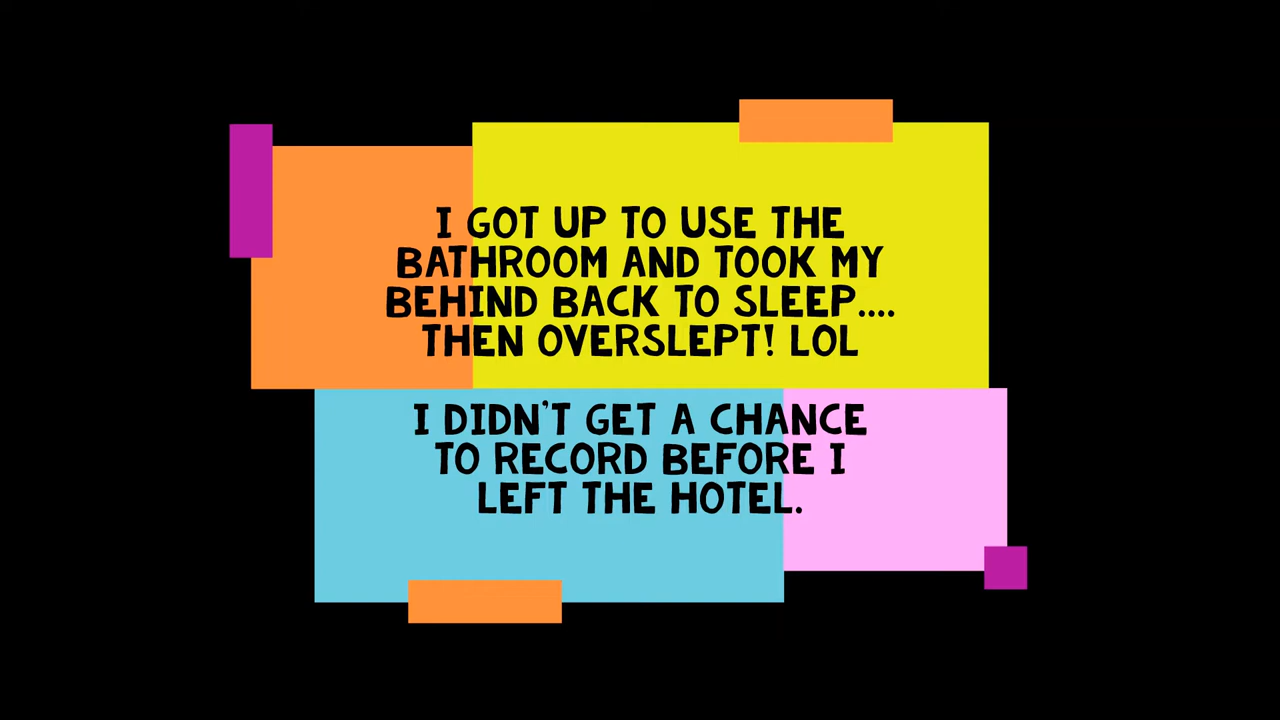 I GOT UP TO USE THE
BATHROOM AND TOOK MY
BEHIND BACK TO SLEEP....
THEN OVERSLEPT! LOL
I DIDN'T GET A CHANCE
TO RECORD BEFORE I
LEFT THE HOTEL.